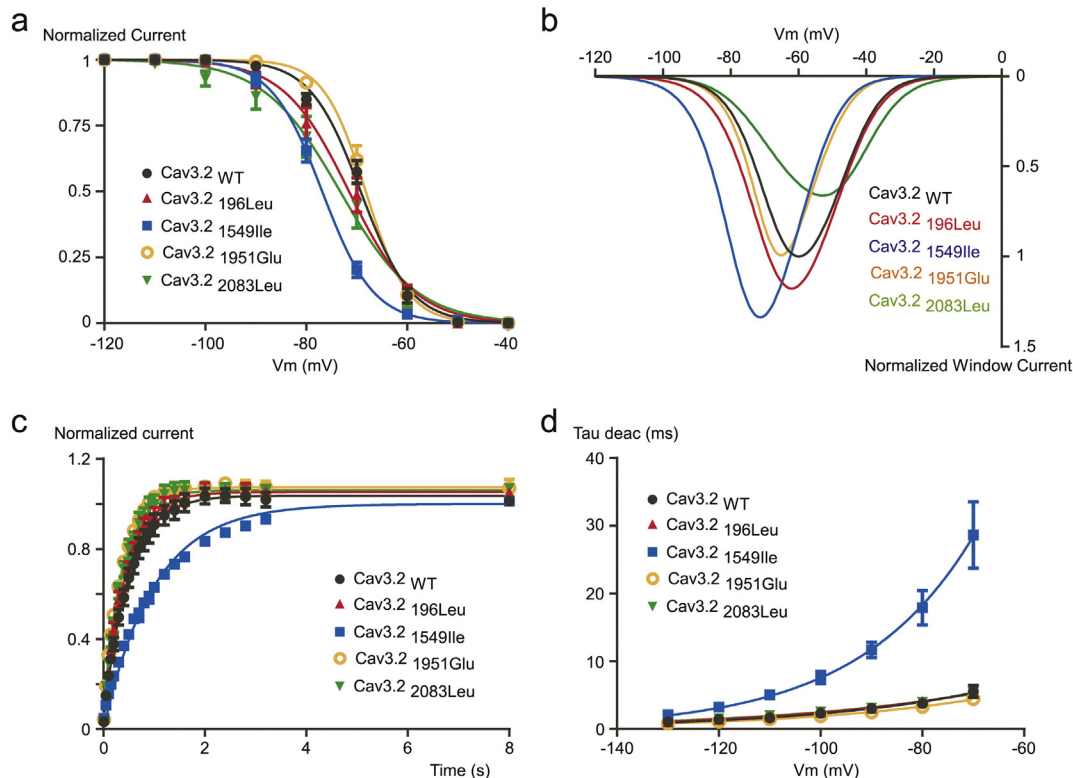 a
Normalized Current
1
0.75
0.5
0.25
0
-120
-100
-80
-60
-40
Vm (mV)
Cav3.2 WT
Cav3.2 196Leu
Cav3.2 1549Ile
Cav3.2 1951Glu
Cav3.2 2083Leu
b
Vm (mV)
-120
-100
-80
-60
-40
-20
0
0
0.5
1
1.5
Cav3.2 WT
Cav3.2 196Leu
Cav3.2 1549Ile
Cav3.2 1951Glu
Cav3.2 2083Leu
Normalized Window Current
c
Normalized current
1.2
0.8
0.4
0
0
2
4
6
8
Time (s)
Cav3.2 WT
Cav3.2 196Leu
Cav3.2 1549Ile
Cav3.2 1951Glu
Cav3.2 2083Leu
d
Tau deac (ms)
40
30
20
10
0
-140
-120
-100
-80
-60
Vm (mV)
Cav3.2 WT
Cav3.2 196Leu
Cav3.2 1549Ile
Cav3.2 1951Glu
Cav3.2 2083Leu